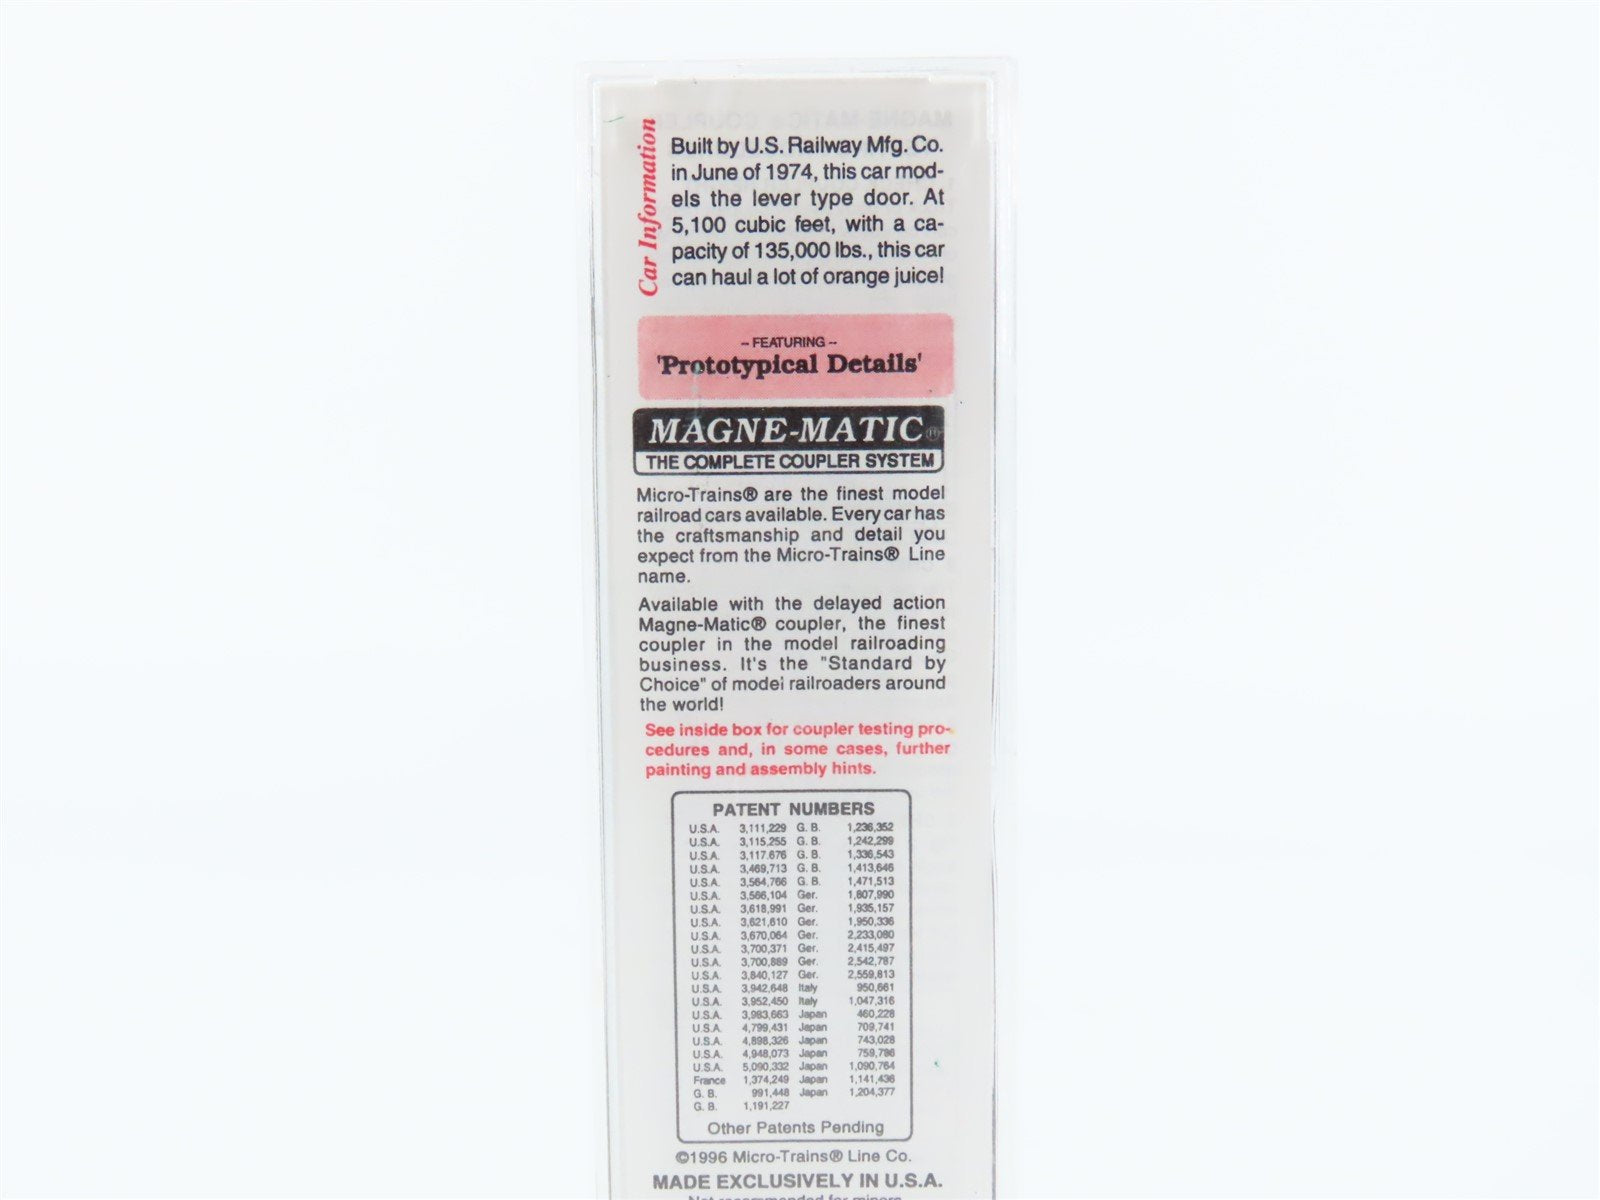 Car Information
Built by U.S. Railway Mfg. Co.
in June of 1974, this car mod-
els the lever type door. At
5,100 cubic feet, with a ca-
pacity of 135,000 lbs., this car
can haul a lot of orange juice!
-- FEATURING --
'Prototypical Details'
MAGNE-MATIC®
THE COMPLETE COUPLER SYSTEM
Micro-Trains® are the finest model
railroad cars available. Every car has
the craftsmanship and detail you
expect from the Micro-Trains® Line
name.
Available with the delayed action
Magne-Matic® coupler, the finest
coupler in the model railroading
business. It's the "Standard by
Choice" of model railroaders around
the world!
See inside box for coupler testing pro-
cedures and, in some cases, further
painting and assembly hints.
PATENT NUMBERS
U.S.A. 3,111,229 G. B. 1,236,352
U.S.A. 3,115,255 G. B. 1,242,299
U.S.A. 3,117,676 G. B. 1,336,543
U.S.A. 3,469,713 G. B. 1,413,646
U.S.A. 3,564,766 G. B. 1,471,513
U.S.A. 3,566,104 Ger. 1,807,990
U.S.A. 3,618,991 Ger. 1,935,157
U.S.A. 3,621,610 Ger. 1,950,336
U.S.A. 3,670,064 Ger. 2,233,080
U.S.A. 3,700,371 Ger. 2,415,497
U.S.A. 3,700,889 Ger. 2,542,787
U.S.A. 3,840,127 Ger. 2,559,813
U.S.A. 3,942,648 Italy 950,661
U.S.A. 3,952,450 Italy 1,047,316
U.S.A. 3,983,663 Japan 460,228
U.S.A. 4,799,431 Japan 709,741
U.S.A. 4,898,326 Japan 743,028
U.S.A. 4,948,073 Japan 759,786
U.S.A. 5,090,332 Japan 1,090,764
France 1,374,249 Japan 1,141,436
G. B. 991,448 Japan 1,204,377
G. B. 1,191,227
Other Patents Pending
©1996 Micro-Trains® Line Co.
MADE EXCLUSIVELY IN U.S.A.
Not recommended for minors